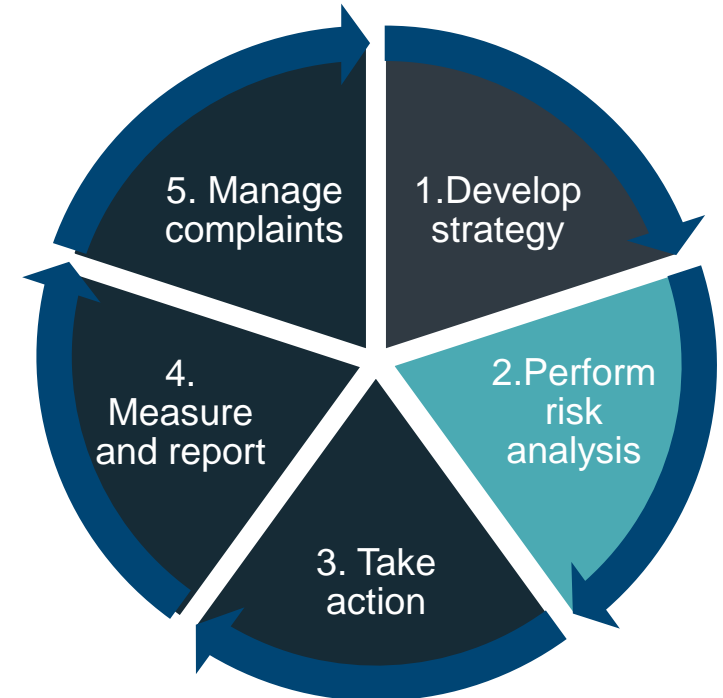 1.Develop
strategy
2.Perform
risk
analysis
3. Take
action
4.
Measure
and report
5. Manage
complaints